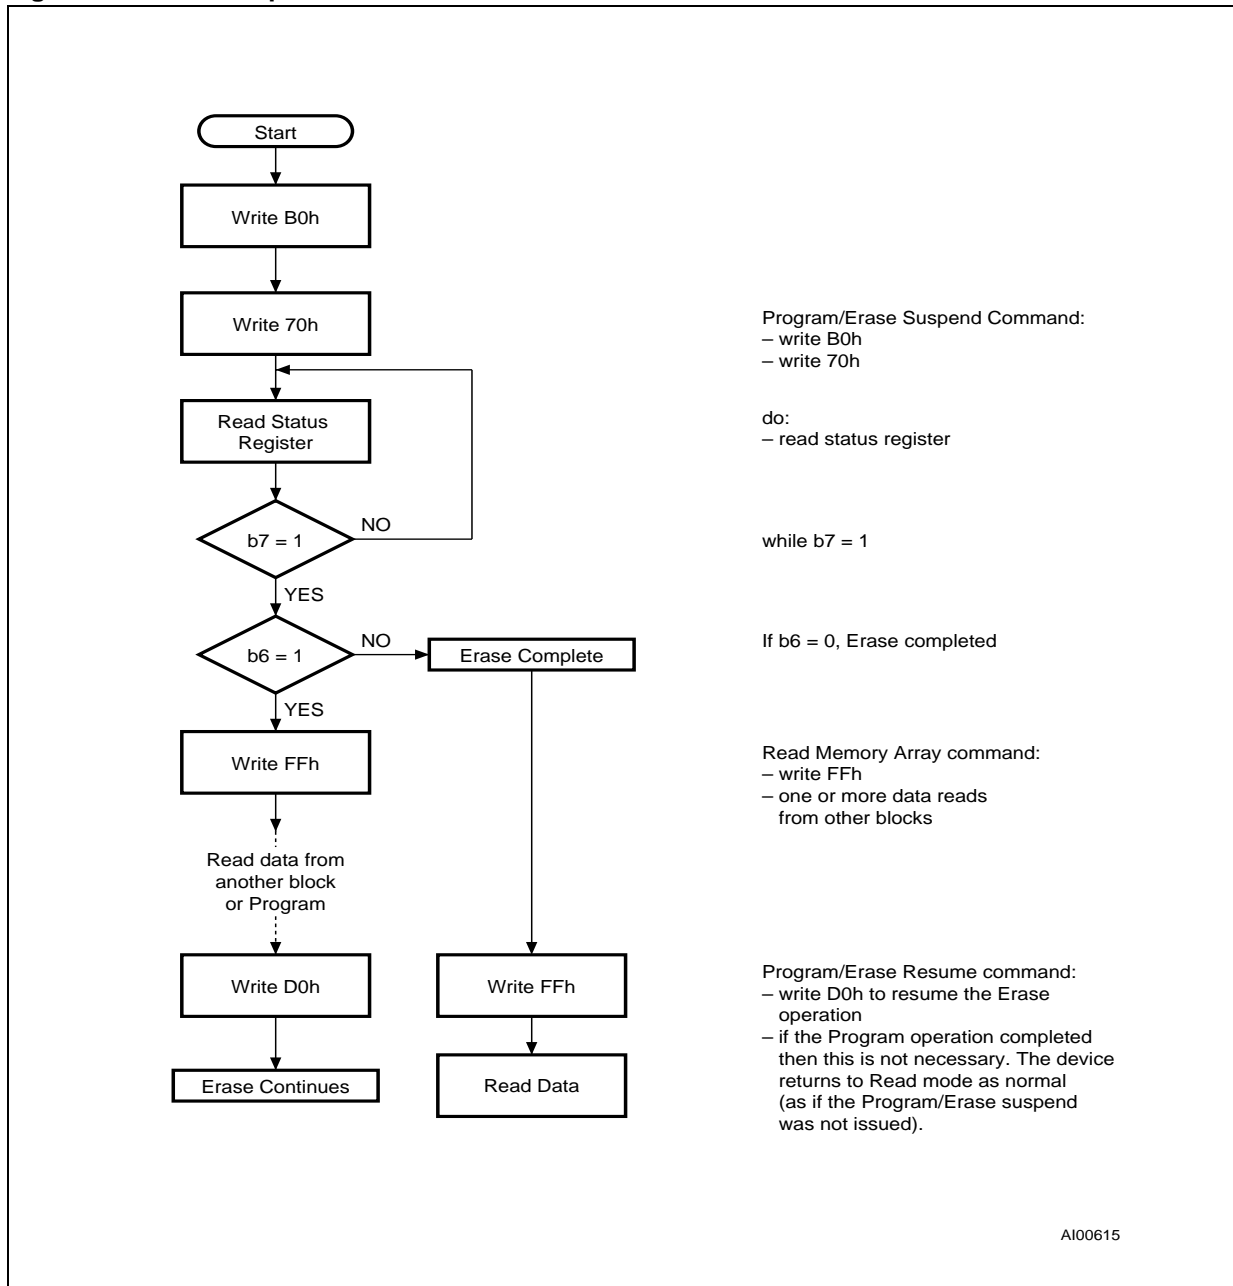 Start
Write B0h
Write 70h
Read Status
Register
b7 = 1
NO
YES
b6 = 1
NO
Erase Complete
YES
Write FFh
Read data from
another block
or Program
Write D0h
Erase Continues
Write FFh
Read Data
Program/Erase Suspend Command:
– write B0h
– write 70h
do:
– read status register
while b7 = 1
If b6 = 0, Erase completed
Read Memory Array command:
– write FFh
– one or more data reads
from other blocks
Program/Erase Resume command:
– write D0h to resume the Erase
operation
– if the Program operation completed
then this is not necessary. The device
returns to Read mode as normal
(as if the Program/Erase suspend
was not issued).
AI00615